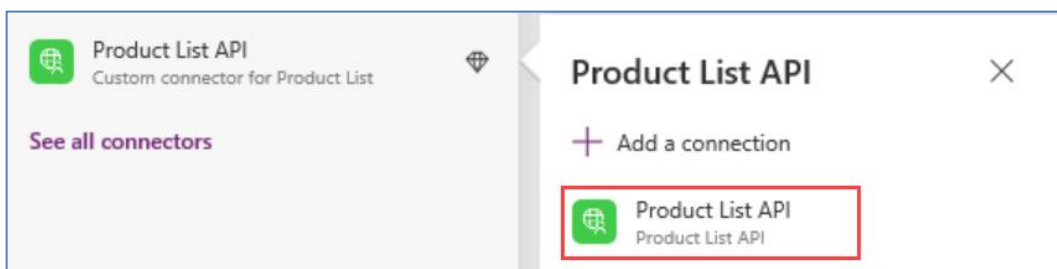 Product List API
Custom connector for Product List
See all connectors
Product List API
Add a connection
Product List API
Product List API